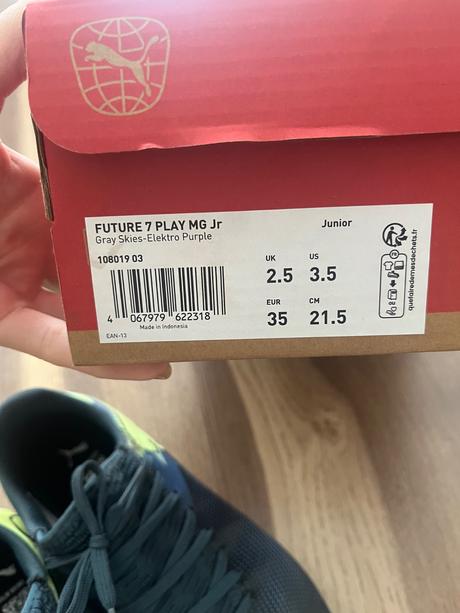 FUTURE 7 PLAY MG Jr
Junior
Gray Skies-Elektro Purple
108019 03
UK US
2.5 3.5
EUR CM
35 21.5
4 067979 622318
Made in Indonesia
EAN-13
FR
quefairedemesdechets.fr